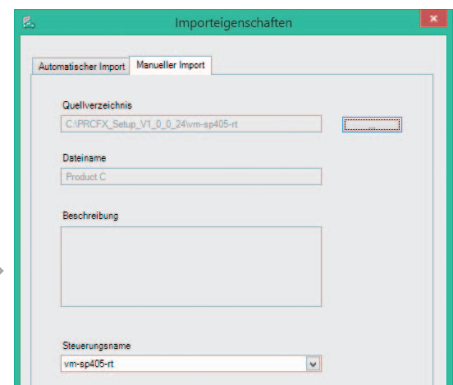 Importeigenschaften
Automatischer Import Manueller Import
Quellverzeichnis
C:\PRCFX_Setup_V1_0_0_24\vm-sp405-rt
...
Dateiname
Product C
Beschreibung
Steuerungsname
vm-sp405-rt